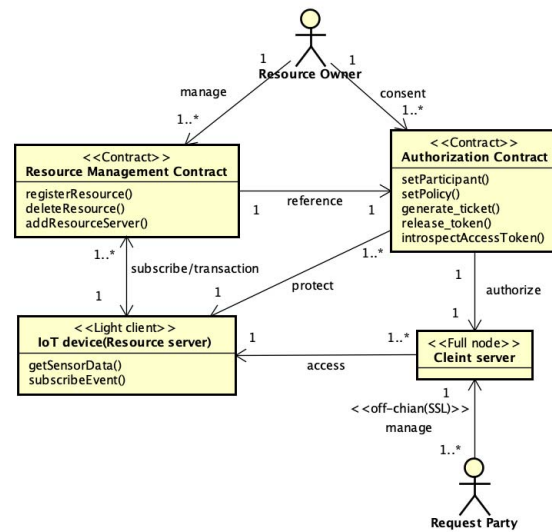 1
1
Resource Owner
manage
consent
1..*
1..*
<<Contract>>
Resource Management Contract
registerResource()
deleteResource()
addResourceServer()
<<Contract>>
Authorization Contract
setParticipant()
setPolicy()
generate_ticket()
release_token()
introspectAccessToken()
1
reference
1
1..*
subscribe/transaction
1
1..*
protect
1
1
authorize
1
<<Light client>>
IoT device(Resource server)
getSensorData()
subscribeEvent()
1
access
1..*
<<Full node>>
Cleint server
1
<<off-chian(SSL)>>
manage
1..*
Request Party